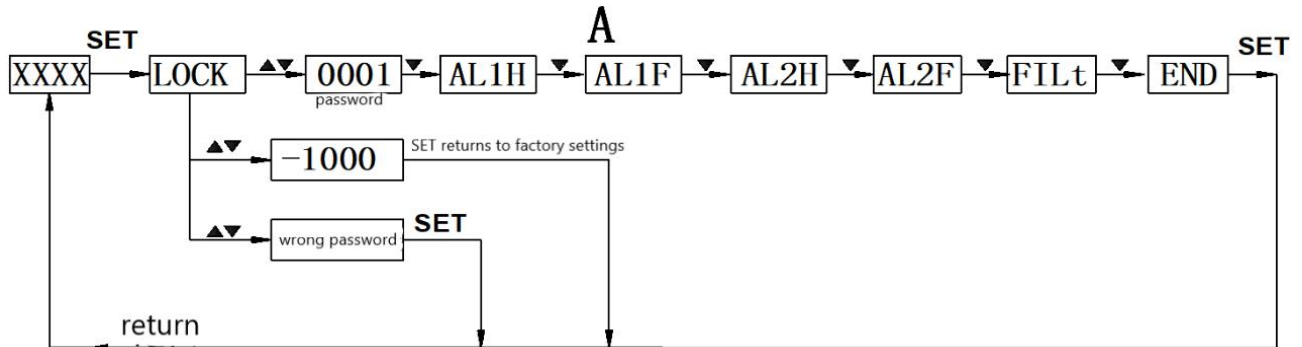 A
SET
SET
XXXX
LOCK
0001
AL1H
AL1F
AL2H
AL2F
FILt
END
password
-1000
SET returns to factory settings
wrong password
SET
return